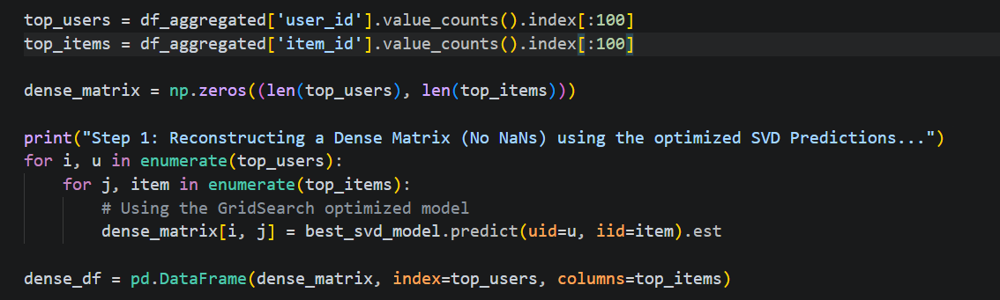 top_users = df_aggregated['user_id'].value_counts().index[:100]
top_items = df_aggregated['item_id'].value_counts().index[:100]
dense_matrix = np.zeros((len(top_users), len(top_items)))
print("Step 1: Reconstructing a Dense Matrix (No NaNs) using the optimized SVD Predictions...")
for i, u in enumerate(top_users):
    for j, item in enumerate(top_items):
        # Using the GridSearch optimized model
        dense_matrix[i, j] = best_svd_model.predict(uid=u, iid=item).est
dense_df = pd.DataFrame(dense_matrix, index=top_users, columns=top_items)